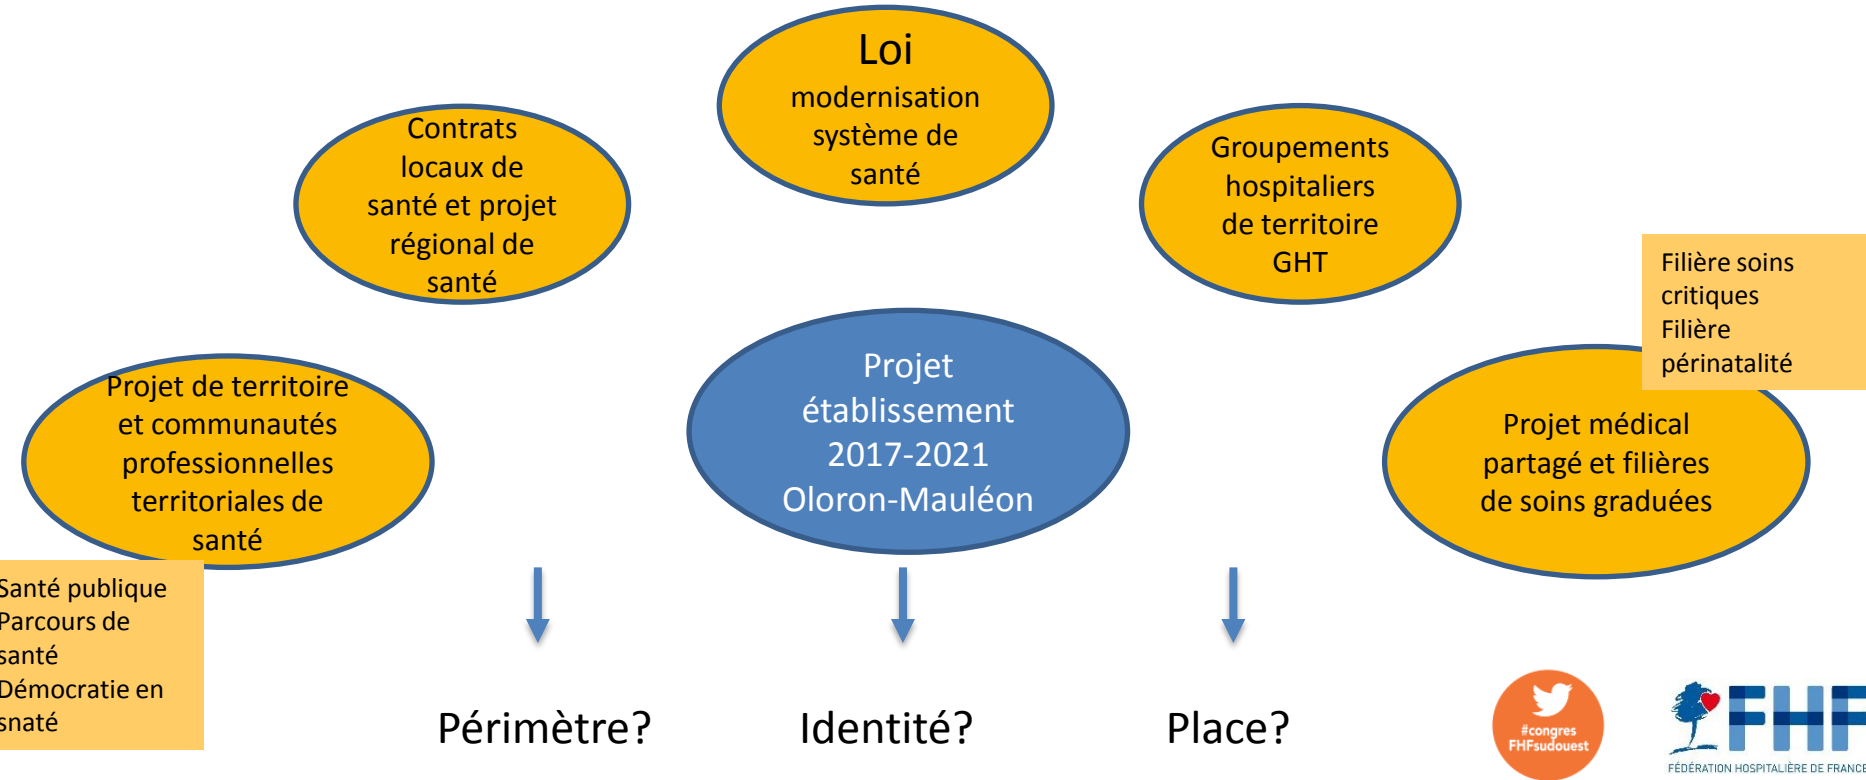 Loi
modernisation
système de
santé
Contrats
locaux de
santé et projet
régional de
santé
Groupements
hospitaliers
de territoire
GHT
Filière soins
critiques
Filière
périnatalité
Projet de territoire
et communautés
professionnelles
territoriales de
santé
Projet
établissement
2017-2021
Oloron-Mauléon
Projet médical
partagé et filières
de soins graduées
Santé publique
Parcours de
santé
Démocratie en
snaté
Périmètre?
Identité?
Place?
#congres
FHFsudouest
FHF
FÉDÉRATION HOSPITALIÈRE DE FRANCE